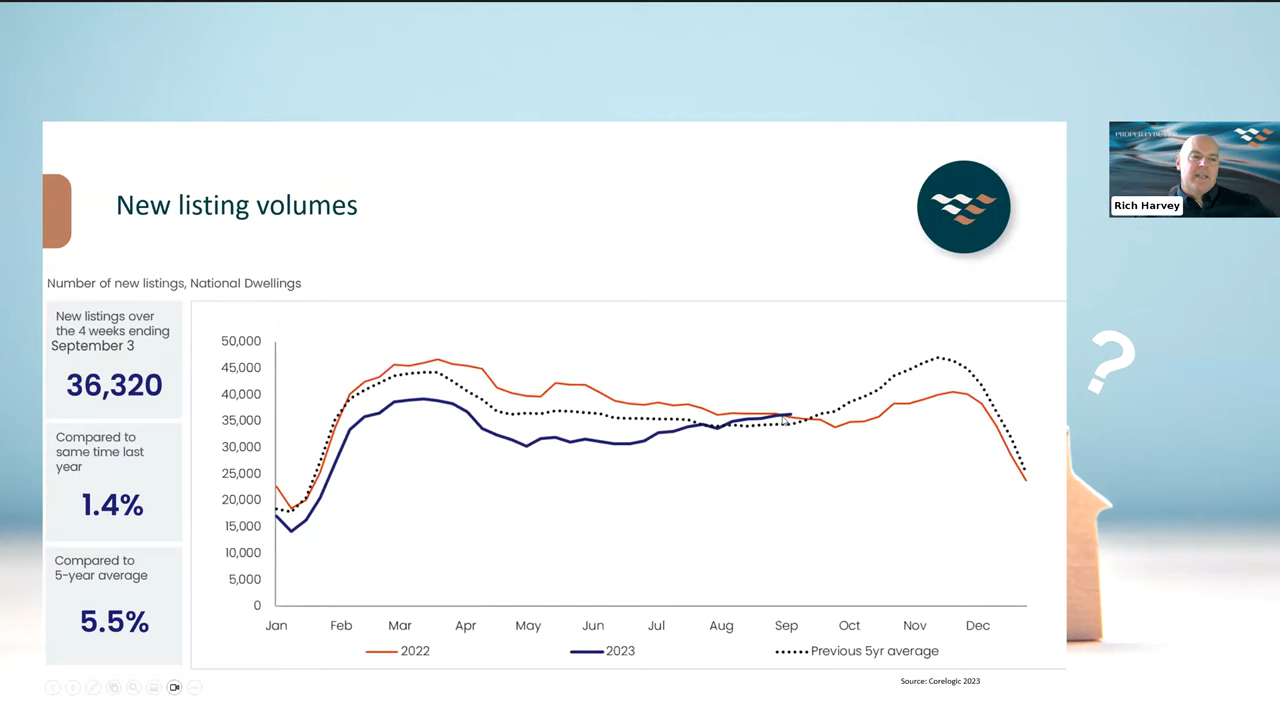 PROPERTYBUYER
Rich Harvey
New listing volumes
Number of new listings, National Dwellings
New listings over
the 4 weeks ending
September 3
36,320
Compared to
same time last
year
1.4%
Compared to
5-year average
5.5%
50,000
45,000
40,000
35,000
30,000
25,000
20,000
15,000
10,000
5,000
0
Jan Feb Mar Apr May Jun Jul Aug Sep Oct Nov Dec
2022 2023 Previous 5yr average
Source: Corelogic 2023
?